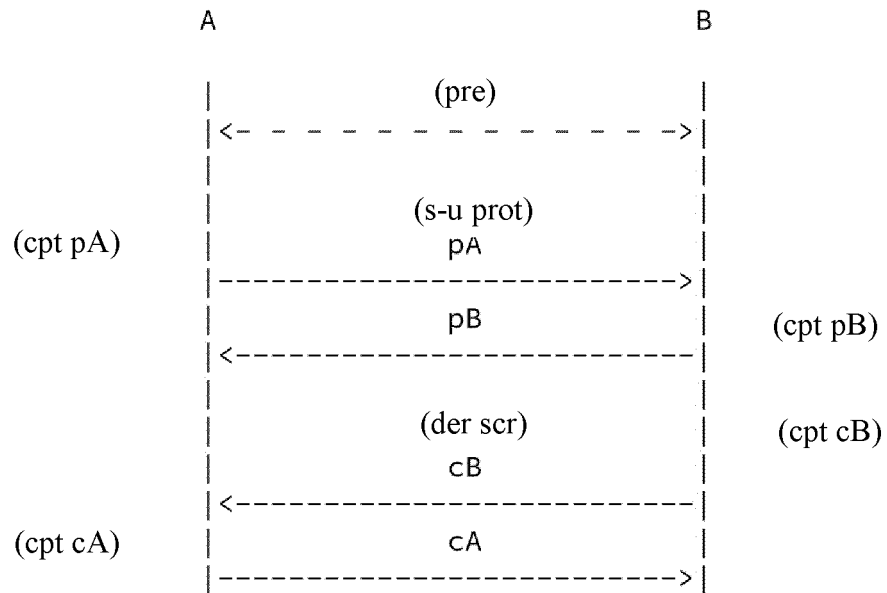 A B
(pre)
(s-u prot)
(cpt pA) pA
pB (cpt pB)
(der scr) (cpt cB)
cB
(cpt cA) cA